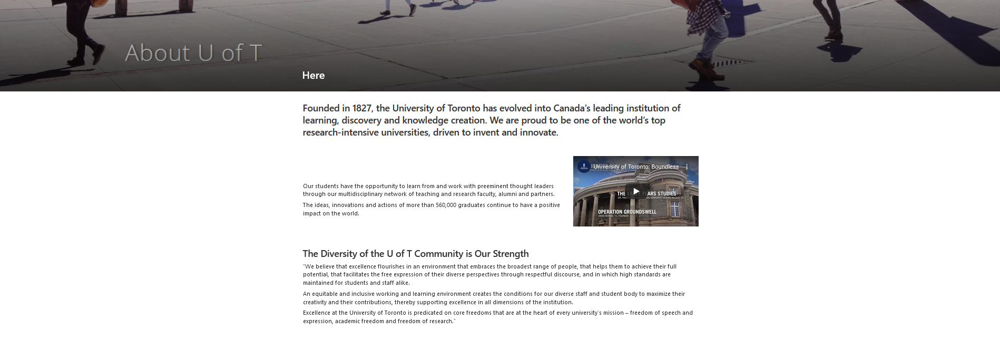 About U of T
Here
Founded in 1827, the University of Toronto has evolved into Canada’s leading institution of
learning, discovery and knowledge creation. We are proud to be one of the world’s top
research-intensive universities, driven to invent and innovate.
University of Toronto: Boundless
Our students have the opportunity to learn from and work with preeminent thought leaders
through our multidisciplinary network of teaching and research faculty, alumni and partners.
The ideas, innovations and actions of more than 560,000 graduates continue to have a positive
impact on the world.
THE EARLY YEARS STUDIES
OPERATION GROUNDSWELL
The Diversity of the U of T Community is Our Strength
“We believe that excellence flourishes in an environment that embraces the broadest range of people, that helps them to achieve their full
potential, that facilitates the free expression of their diverse perspectives through respectful discourse, and in which high standards are
maintained for students and staff alike.
An equitable and inclusive working and learning environment creates the conditions for our diverse staff and student body to maximize their
creativity and their contributions, thereby supporting excellence in all dimensions of the institution.
Excellence at the University of Toronto is predicated on core freedoms that are at the heart of every university’s mission – freedom of speech and
expression, academic freedom and freedom of research.”